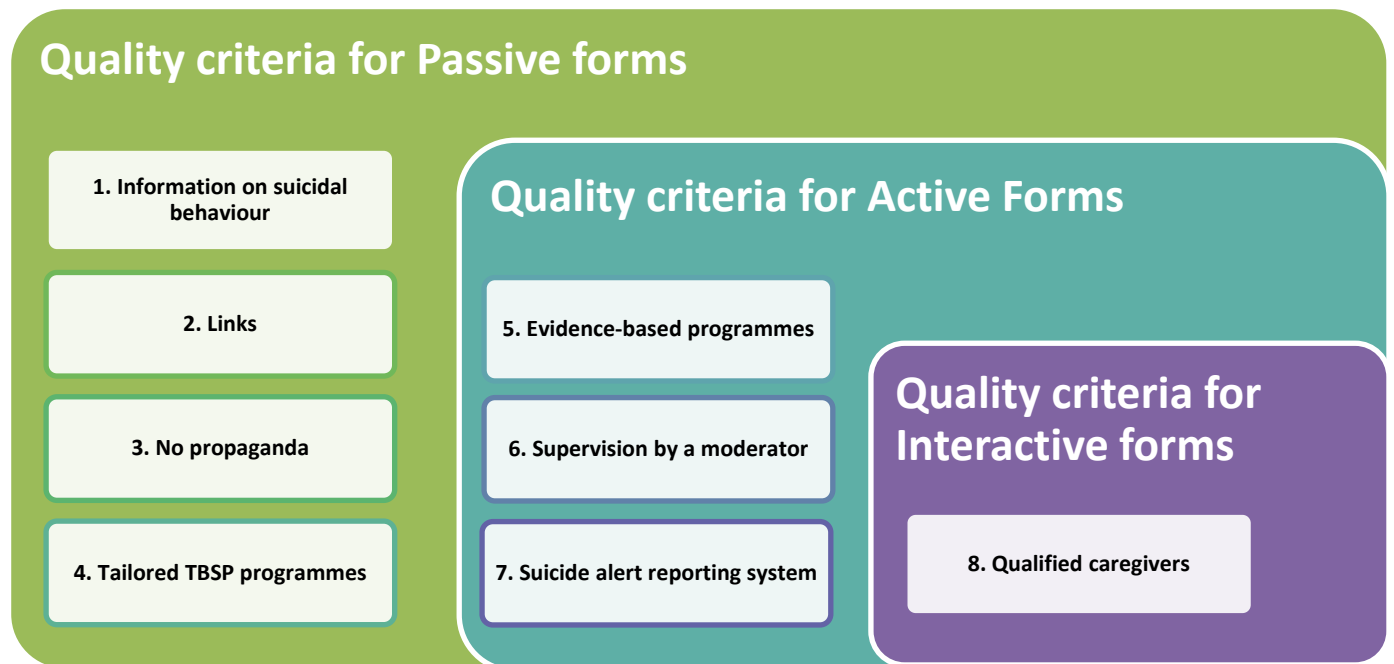 Quality criteria for Passive forms
1. Information on suicidal
behaviour
2. Links
3. No propaganda
4. Tailored TBSP programmes
Quality criteria for Active Forms
5. Evidence-based programmes
6. Supervision by a moderator
7. Suicide alert reporting system
Quality criteria for
Interactive forms
8. Qualified caregivers